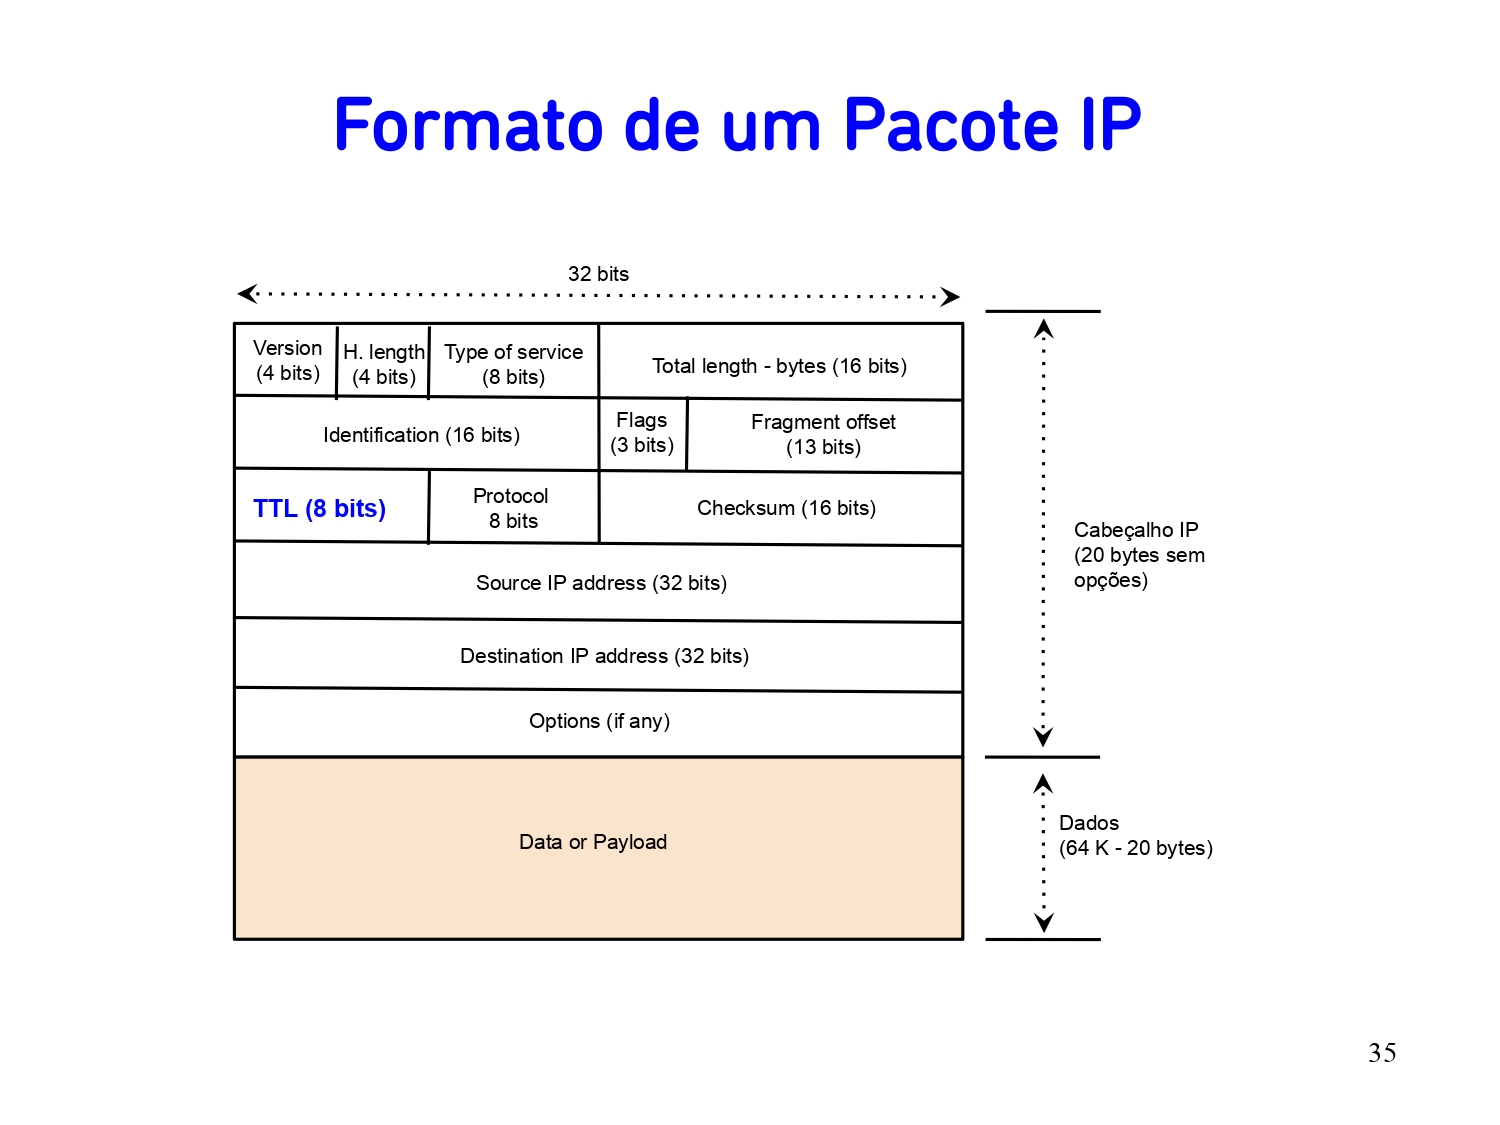 Formato de um Pacote IP
32 bits
Version
(4 bits)
H. length
(4 bits)
Type of service
(8 bits)
Total length - bytes (16 bits)
Identification (16 bits)
Flags
(3 bits)
Fragment offset
(13 bits)
TTL (8 bits)
Protocol
8 bits
Checksum (16 bits)
Source IP address (32 bits)
Destination IP address (32 bits)
Options (if any)
Cabeçalho IP
(20 bytes sem
opções)
Data or Payload
Dados
(64 K - 20 bytes)
35